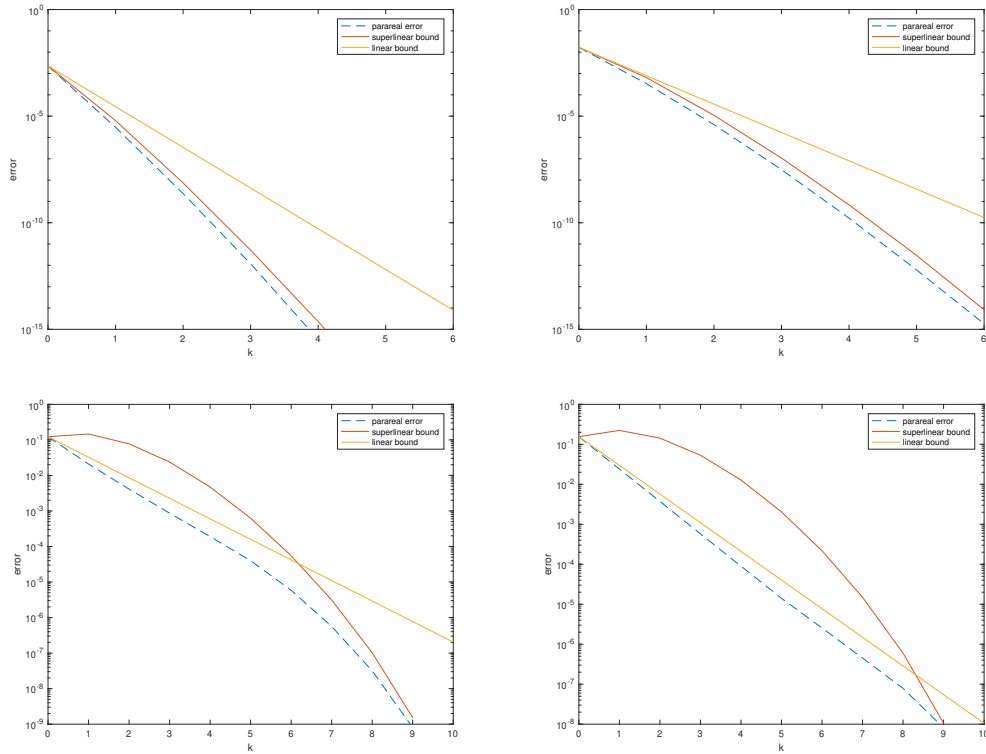 10^0
10^-5
10^-10
10^-15
error
0 1 2 3 4 5 6
k
parareal error
superlinear bound
linear bound
10^0
10^-5
10^-10
10^-15
error
0 1 2 3 4 5 6
k
parareal error
superlinear bound
linear bound
10^0
10^-1
10^-2
10^-3
10^-4
10^-5
10^-6
10^-7
10^-8
10^-9
error
0 1 2 3 4 5 6 7 8 9 10
k
parareal error
superlinear bound
linear bound
10^0
10^-1
10^-2
10^-3
10^-4
10^-5
10^-6
10^-7
10^-8
error
0 1 2 3 4 5 6 7 8 9 10
k
parareal error
superlinear bound
linear bound